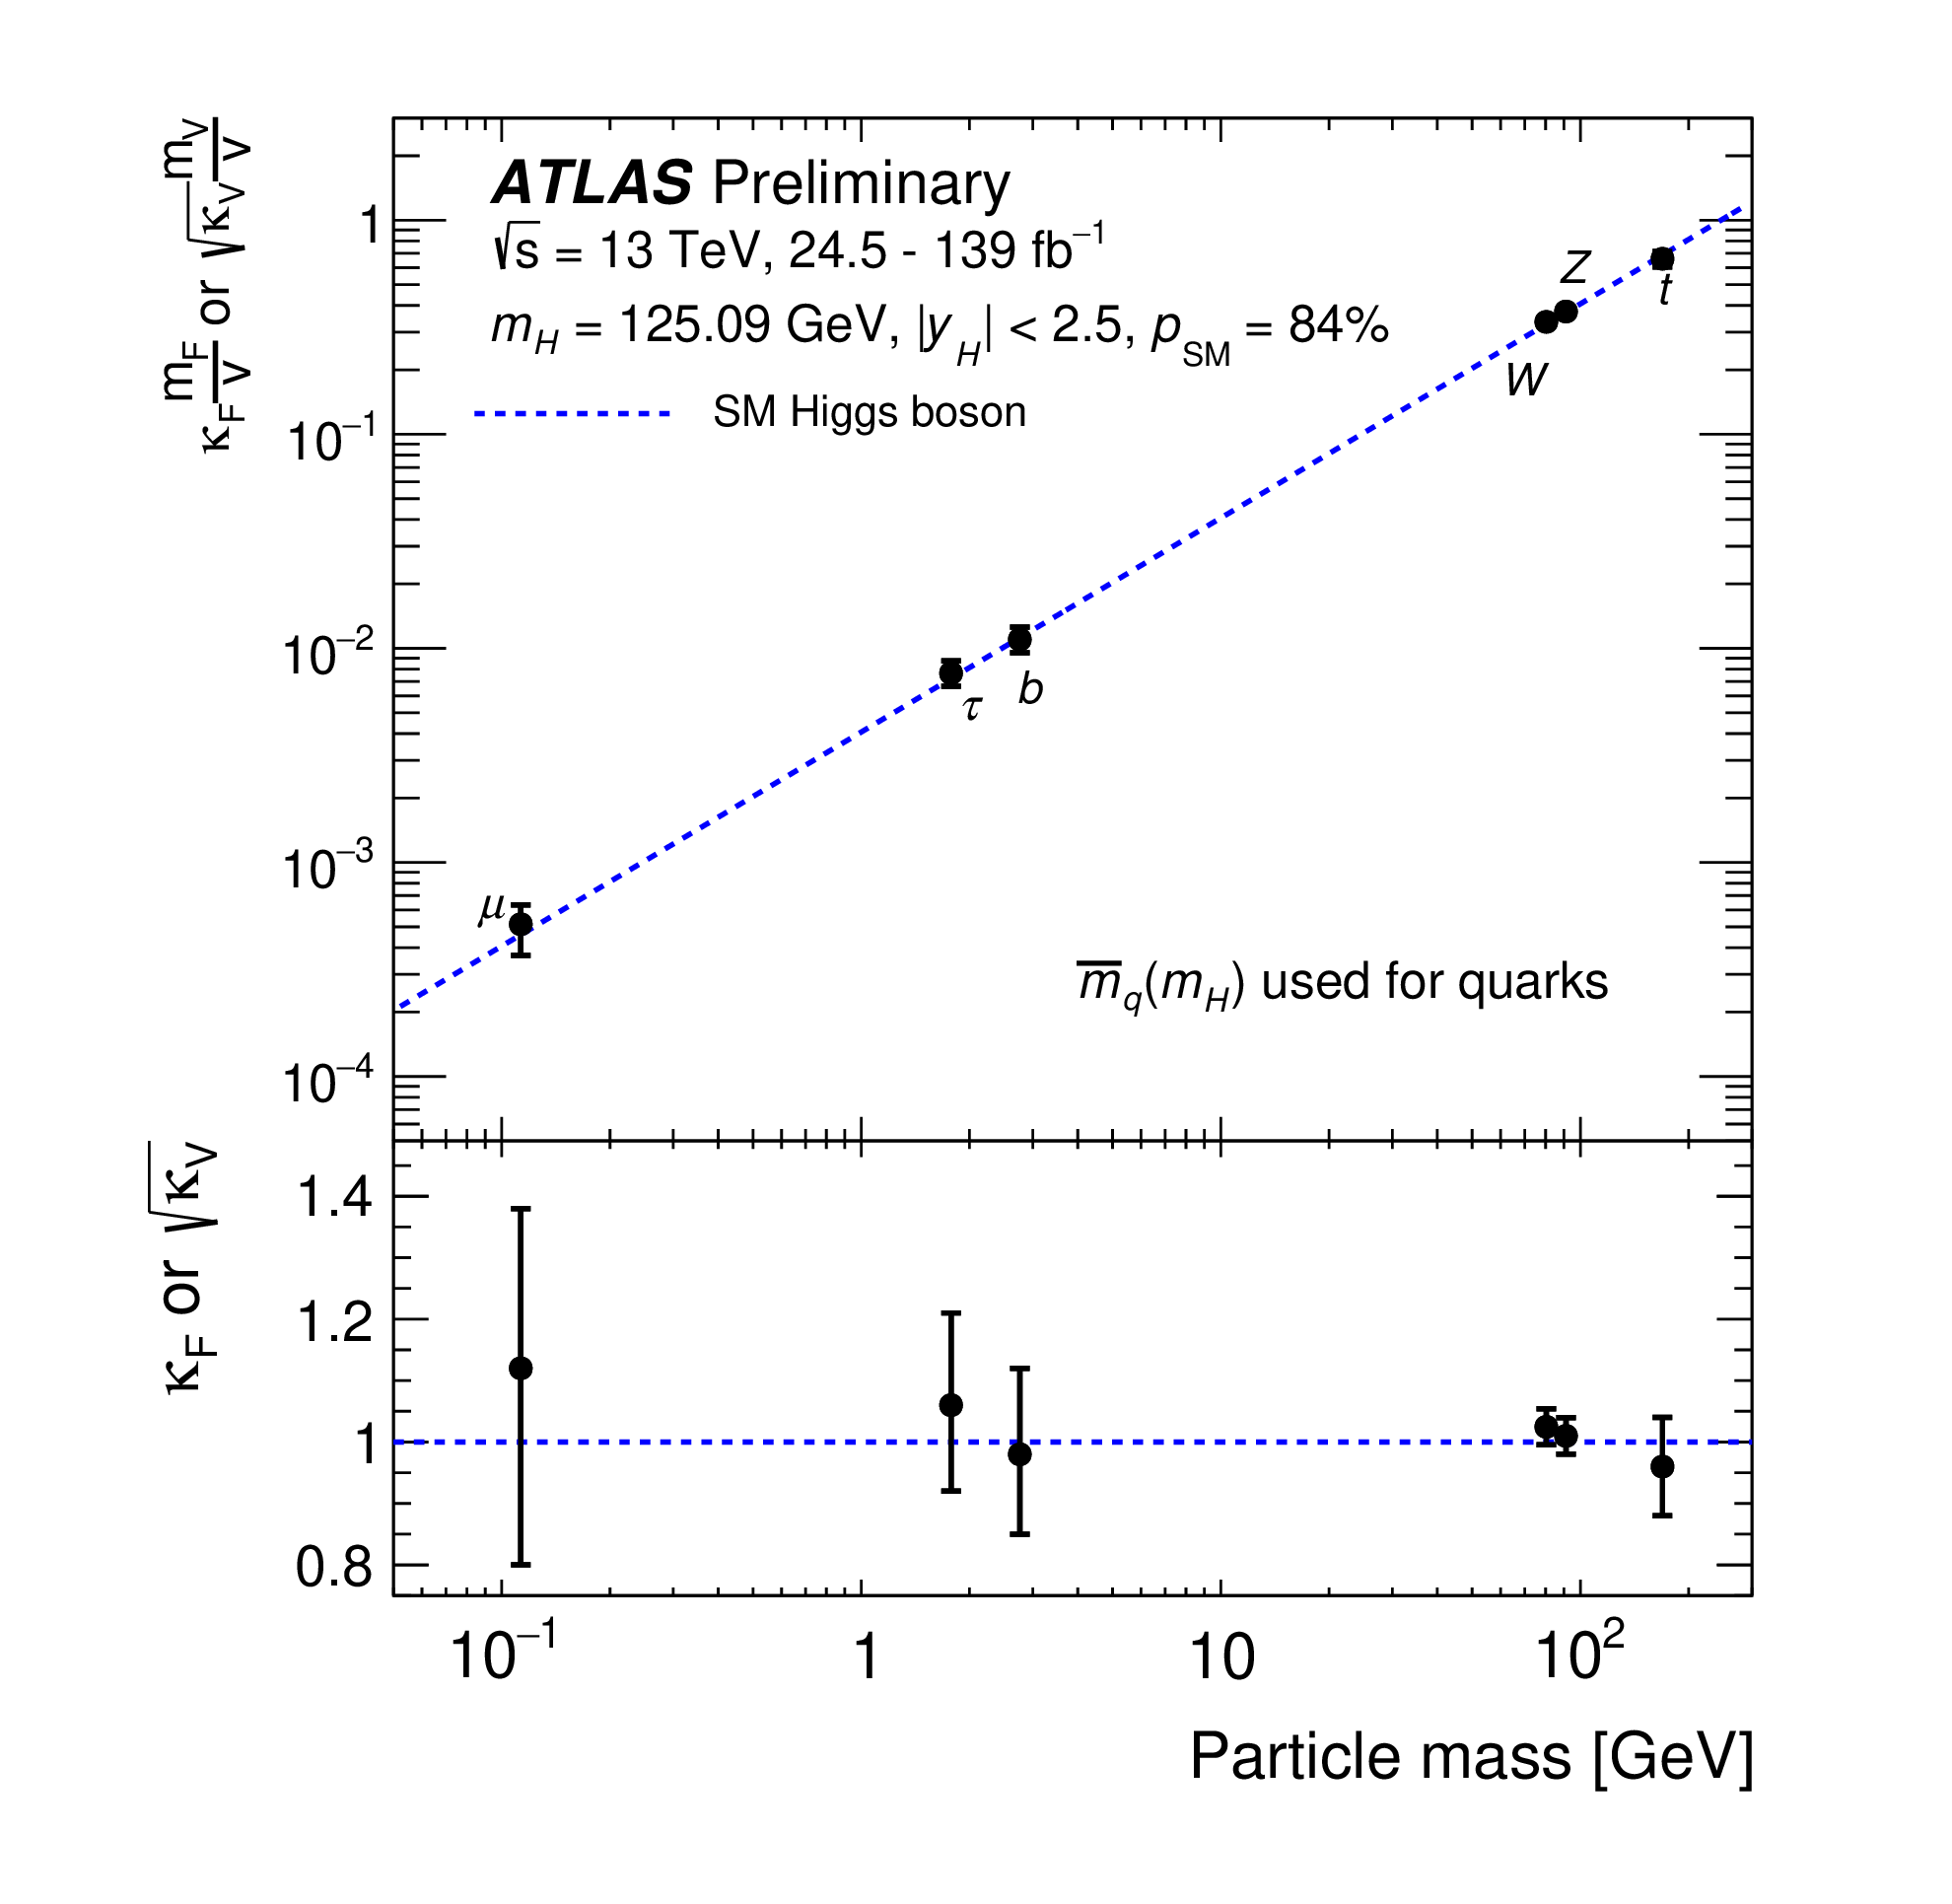 κ_F m_F/v or √κ_V m_V/v
ATLAS Preliminary
√s = 13 TeV, 24.5 - 139 fb⁻¹
m_H = 125.09 GeV, |y_H| < 2.5, p_SM = 84%
SM Higgs boson
1
10⁻¹
10⁻²
10⁻³
10⁻⁴
Z
t
W
τ
b
μ
m̅_q(m_H) used for quarks
κ_F or √κ_V
1.4
1.2
1
0.8
10⁻¹ 1 10 10²
Particle mass [GeV]